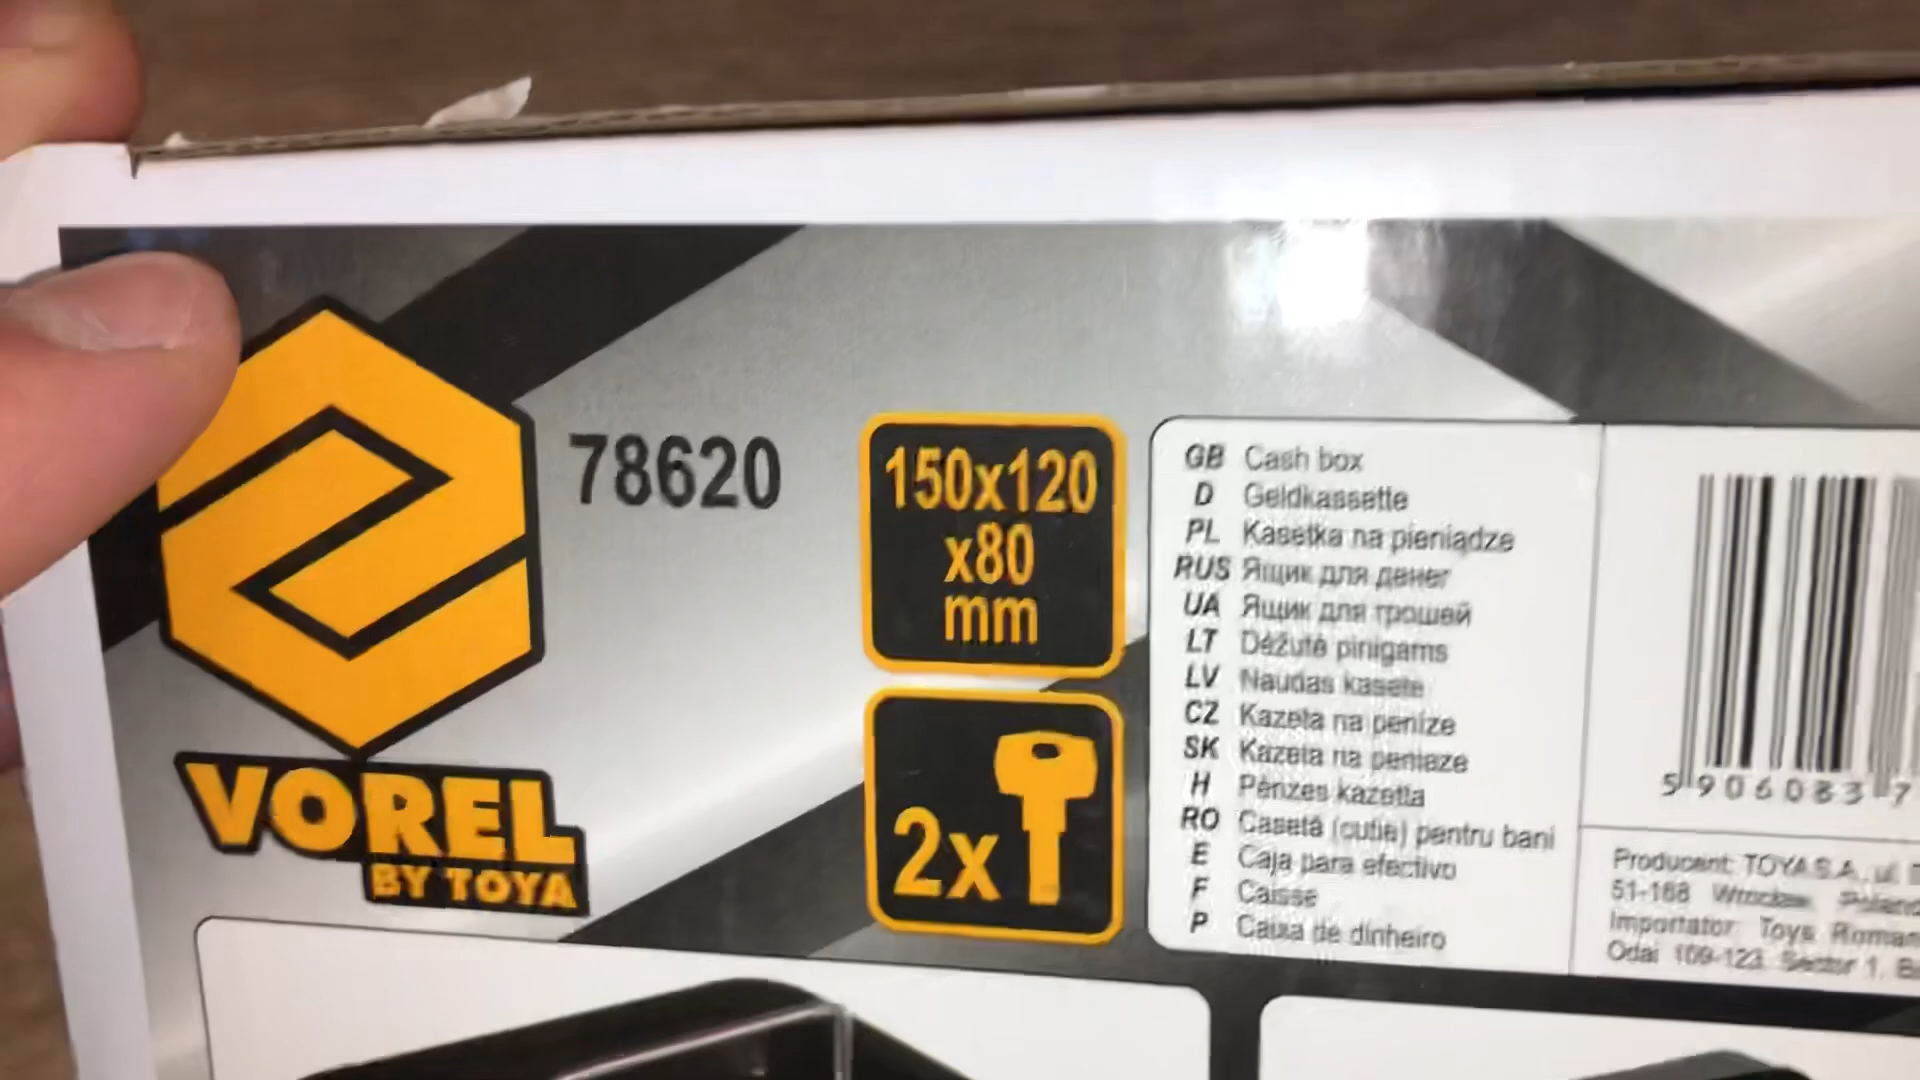 78620
150x120
x80
mm
2x
VOREL
BY TOYA
GB Cash box
D Geldkassette
PL Kasetka na pieniądze
RUS Ящик для денег
UA Ящик для грошей
LT Dėžutė pinigams
LV Naudas kasete
CZ Kazeta na peníze
SK Kazeta na peniaze
H Pénzes kazetta
RO Casetă (cutie) pentru bani
E Caja para efectivo
F Caisse
P Caixa de dinheiro
5 906083 7
Producent: TOYA S.A., ul.
51-168 Wrocław, Poland
Importator: Toya Roman
Odai 109-123, Sector 1,